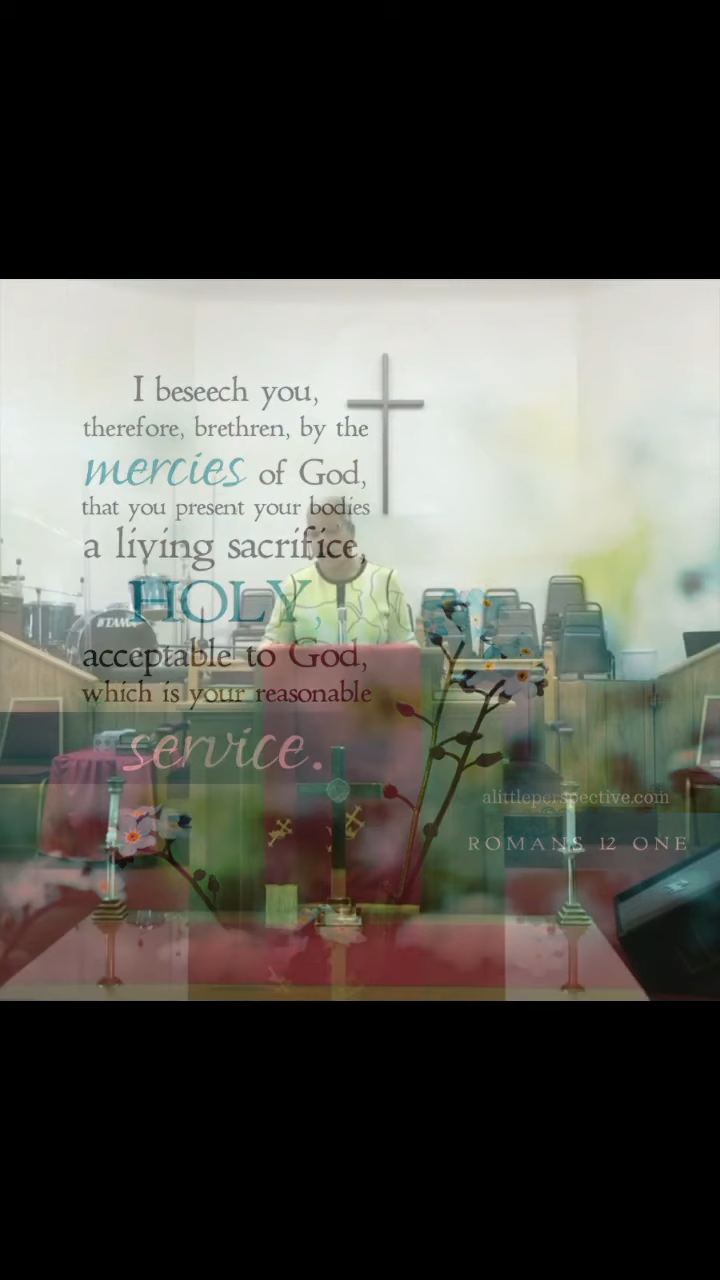 I beseech you,
therefore, brethren, by the
mercies of God,
that you present your bodies
a living sacrifice,
HOLY,
acceptable to God,
which is your reasonable
service.
TAMA
alittleperspective.com
ROMANS 12 ONE